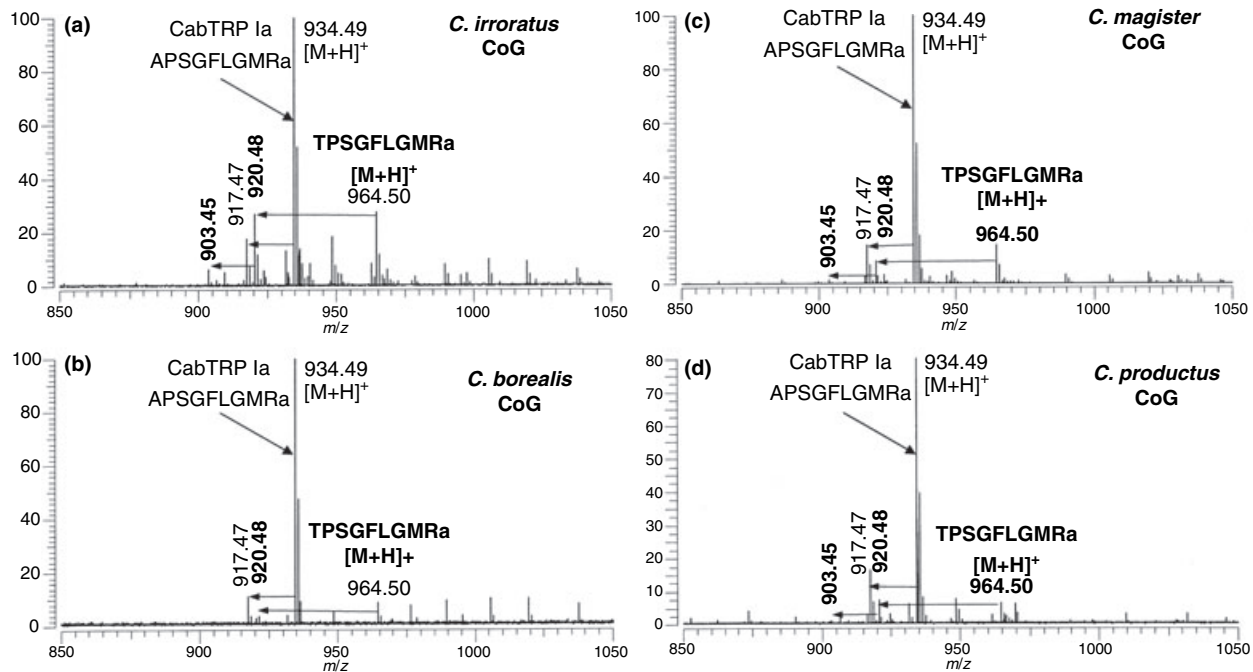 (a)
CabTRP Ia
APSGFLGMRa
934.49
[M+H]+
C. irroratus
CoG
TPSGFLGMRa
[M+H]+
964.50
903.45
917.47
920.48
100
80
60
40
20
0
850
900
950
1000
1050
m/z
(c)
CabTRP Ia
APSGFLGMRa
934.49
[M+H]+
C. magister
CoG
TPSGFLGMRa
[M+H]+
964.50
903.45
917.47
920.48
100
80
60
40
20
0
850
900
950
1000
1050
m/z
(b)
CabTRP Ia
APSGFLGMRa
934.49
[M+H]+
C. borealis
CoG
TPSGFLGMRa
[M+H]+
964.50
917.47
920.48
100
80
60
40
20
0
850
900
950
1000
1050
m/z
(d)
CabTRP Ia
APSGFLGMRa
934.49
[M+H]+
C. productus
CoG
TPSGFLGMRa
[M+H]+
964.50
903.45
917.47
920.48
80
70
60
50
40
30
20
10
0
850
900
950
1000
1050
m/z